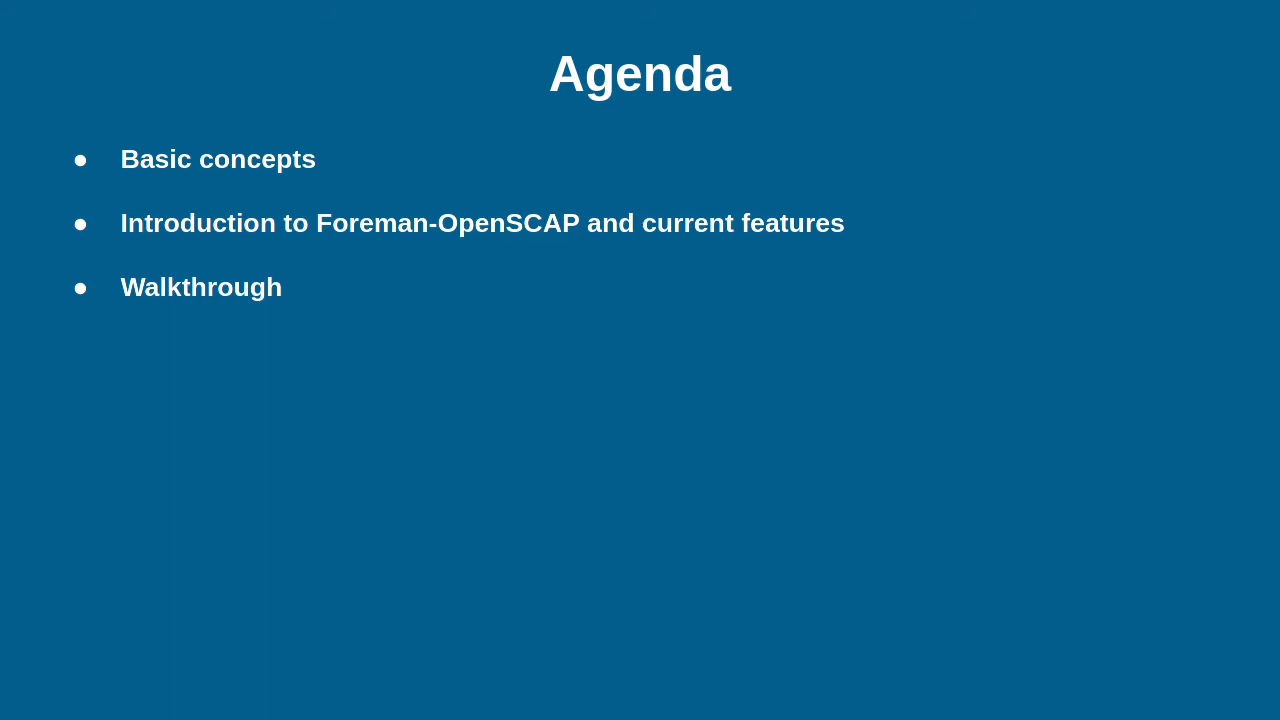 Agenda
● Basic concepts
● Introduction to Foreman-OpenSCAP and current features
● Walkthrough